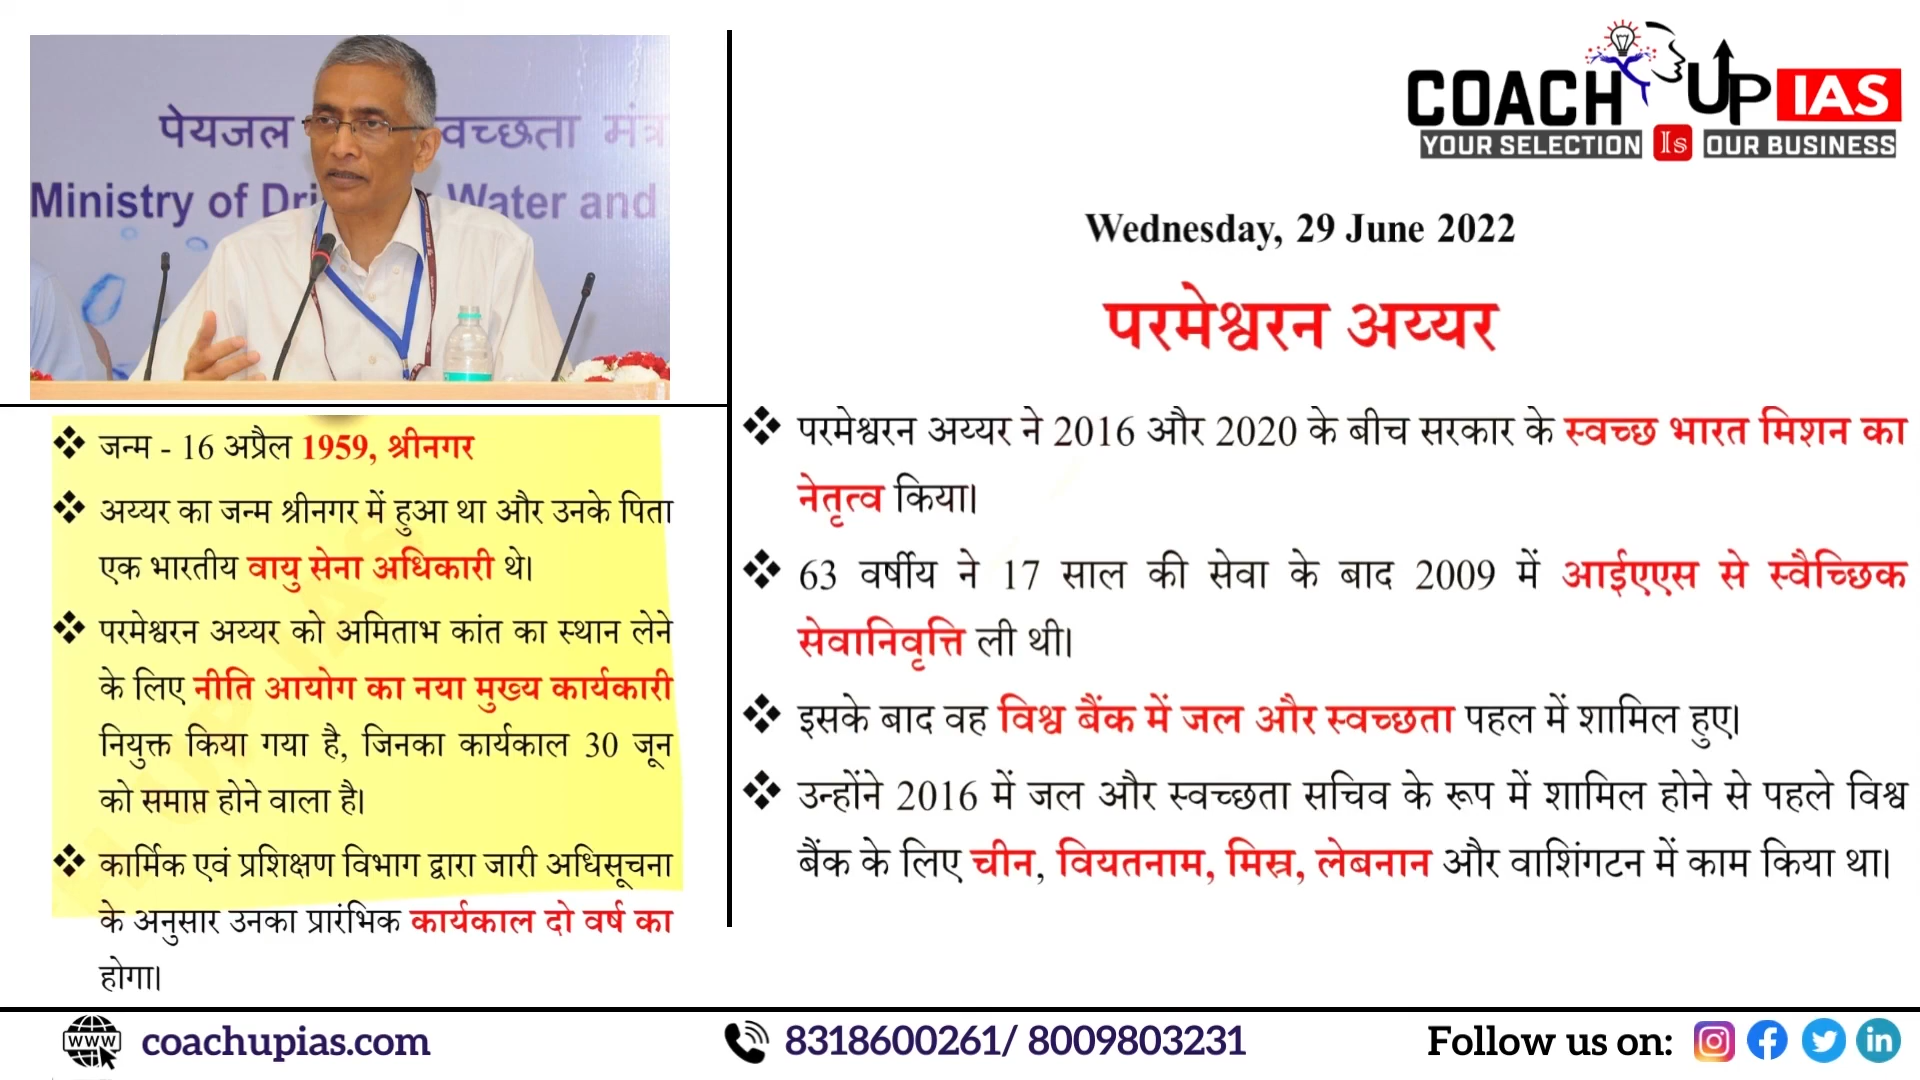 पेयजल वच्छता मंत्र
Ministry of Dri Water and
COACH UP IAS
YOUR SELECTION Is OUR BUSINESS
Wednesday, 29 June 2022
परमेश्वरन अय्यर
❖ जन्म - 16 अप्रैल 1959, श्रीनगर
❖ अय्यर का जन्म श्रीनगर में हुआ था और उनके पिता
एक भारतीय वायु सेना अधिकारी थे।
❖ परमेश्वरन अय्यर को अमिताभ कांत का स्थान लेने
के लिए नीति आयोग का नया मुख्य कार्यकारी
नियुक्त किया गया है, जिनका कार्यकाल 30 जून
को समाप्त होने वाला है।
❖ कार्मिक एवं प्रशिक्षण विभाग द्वारा जारी अधिसूचना
के अनुसार उनका प्रारंभिक कार्यकाल दो वर्ष का
होगा।
❖ परमेश्वरन अय्यर ने 2016 और 2020 के बीच सरकार के स्वच्छ भारत मिशन का
नेतृत्व किया।
❖ 63 वर्षीय ने 17 साल की सेवा के बाद 2009 में आईएएस से स्वैच्छिक
सेवानिवृत्ति ली थी।
❖ इसके बाद वह विश्व बैंक में जल और स्वच्छता पहल में शामिल हुए।
❖ उन्होंने 2016 में जल और स्वच्छता सचिव के रूप में शामिल होने से पहले विश्व
बैंक के लिए चीन, वियतनाम, मिस्र, लेबनान और वाशिंगटन में काम किया था।
WWW coachupias.com
8318600261/ 8009803231
Follow us on: